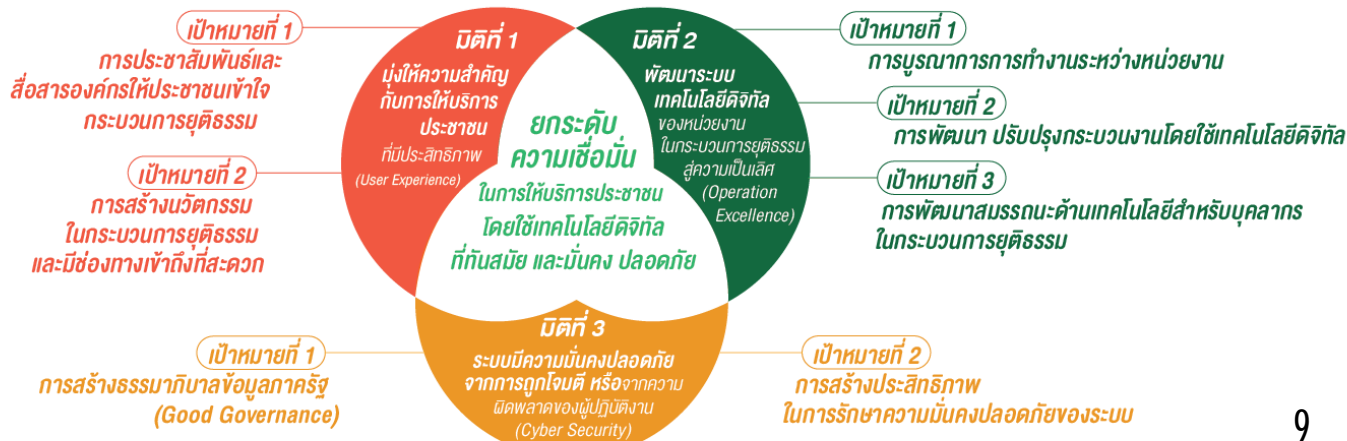 เป้าหมายที่ 1
การประชาสัมพันธ์และ
สื่อสารองค์กรให้ประชาชนเข้าใจ
กระบวนการยุติธรรม
เป้าหมายที่ 2
การสร้างนวัตกรรม
ในกระบวนการยุติธรรม
และมีช่องทางเข้าถึงที่สะดวก
มิติที่ 1
มุ่งให้ความสำคัญ
กับการให้บริการ
ประชาชน
ที่มีประสิทธิภาพ
(User Experience)
ยกระดับ
ความเชื่อมั่น
ในการให้บริการประชาชน
โดยใช้เทคโนโลยีดิจิทัล
ที่ทันสมัย และมั่นคง ปลอดภัย
มิติที่ 2
พัฒนาระบบ
เทคโนโลยีดิจิทัล
ของหน่วยงาน
ในกระบวนการยุติธรรม
สู่ความเป็นเลิศ
(Operation
Excellence)
เป้าหมายที่ 1
การบูรณาการการทำงานระหว่างหน่วยงาน
เป้าหมายที่ 2
การพัฒนา ปรับปรุงกระบวนงานโดยใช้เทคโนโลยีดิจิทัล
เป้าหมายที่ 3
การพัฒนาสมรรถนะด้านเทคโนโลยีสำหรับบุคลากร
ในกระบวนการยุติธรรม
เป้าหมายที่ 1
การสร้างธรรมาภิบาลข้อมูลภาครัฐ
(Good Governance)
มิติที่ 3
ระบบมีความมั่นคงปลอดภัย
จากการถูกโจมตี หรือจากความ
ผิดพลาดของผู้ปฏิบัติงาน
(Cyber Security)
เป้าหมายที่ 2
การสร้างประสิทธิภาพ
ในการรักษาความมั่นคงปลอดภัยของระบบ
9